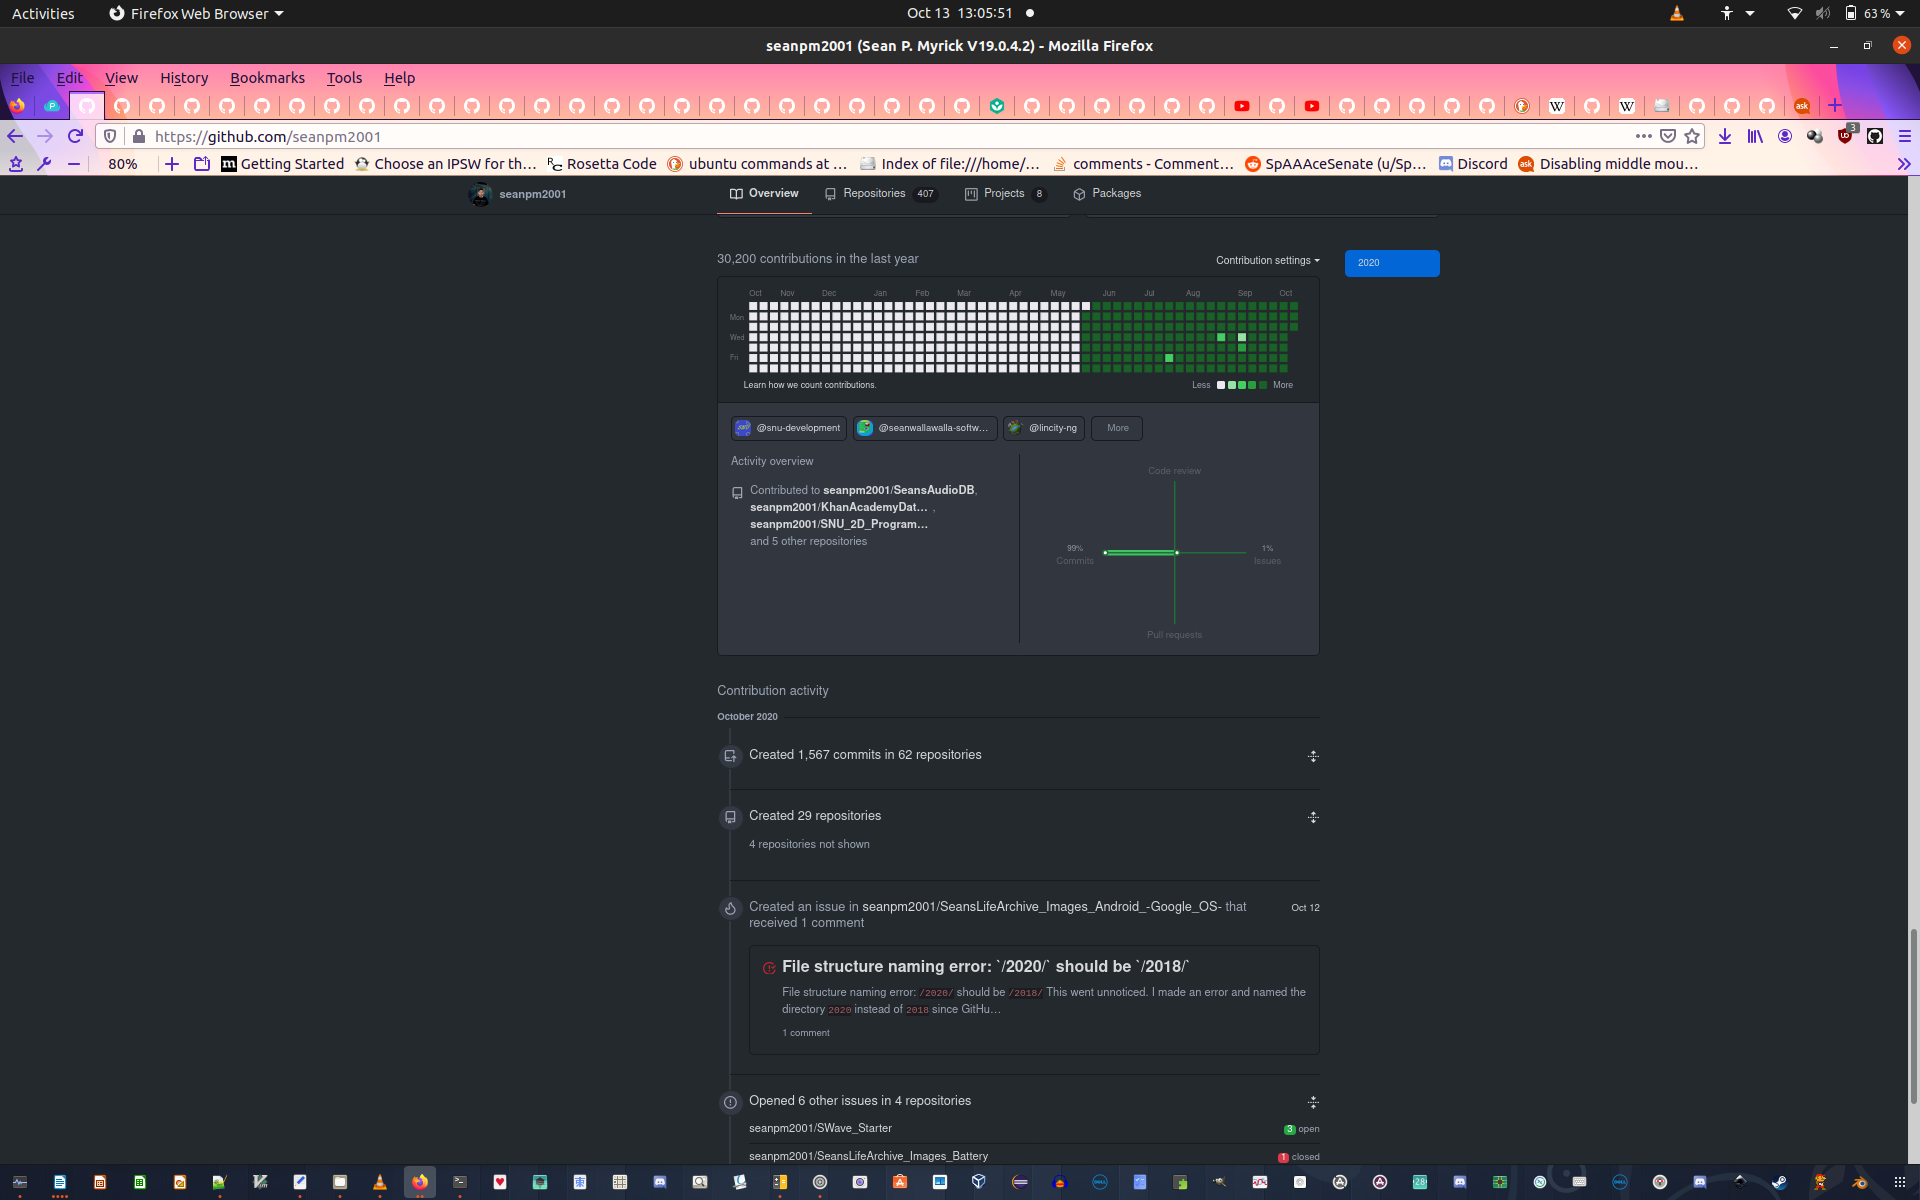 Activities
Firefox Web Browser
Oct 13 13:05:51
63 %
seanpm2001 (Sean P. Myrick V19.0.4.2) - Mozilla Firefox
File Edit View History Bookmarks Tools Help
https://github.com/seanpm2001
80%
Getting Started
Choose an IPSW for th…
Rosetta Code
ubuntu commands at …
Index of file:///home/…
comments - Comment…
SpAAAceSenate (u/Sp…
Discord
Disabling middle mou…
seanpm2001
Overview
Repositories 407
Projects 8
Packages
30,200 contributions in the last year
Contribution settings
2020
Oct Nov Dec Jan Feb Mar Apr May Jun Jul Aug Sep Oct
Mon
Wed
Fri
Learn how we count contributions.
Less
More
@snu-development
@seanwallawalla-softw…
@lincity-ng
More
Activity overview
Contributed to seanpm2001/SeansAudioDB,
seanpm2001/KhanAcademyDat… ,
seanpm2001/SNU_2D_Program…
and 5 other repositories
Code review
99%
Commits
1%
Issues
Pull requests
Contribution activity
October 2020
Created 1,567 commits in 62 repositories
Created 29 repositories
4 repositories not shown
Created an issue in seanpm2001/SeansLifeArchive_Images_Android_-Google_OS- that
received 1 comment
Oct 12
File structure naming error: `/2020/` should be `/2018/`
File structure naming error: /2020/ should be /2018/ This went unnoticed. I made an error and named the
directory 2020 instead of 2018 since GitHu…
1 comment
Opened 6 other issues in 4 repositories
seanpm2001/SWave_Starter
3 open
seanpm2001/SeansLifeArchive_Images_Battery
1 closed